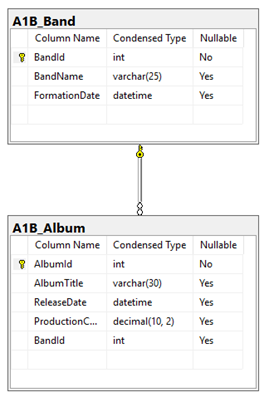 A1B_Band
Column Name Condensed Type Nullable
BandId int No
BandName varchar(25) Yes
FormationDate datetime Yes
A1B_Album
Column Name Condensed Type Nullable
AlbumId int No
AlbumTitle varchar(30) Yes
ReleaseDate datetime Yes
ProductionC... decimal(10, 2) Yes
BandId int Yes